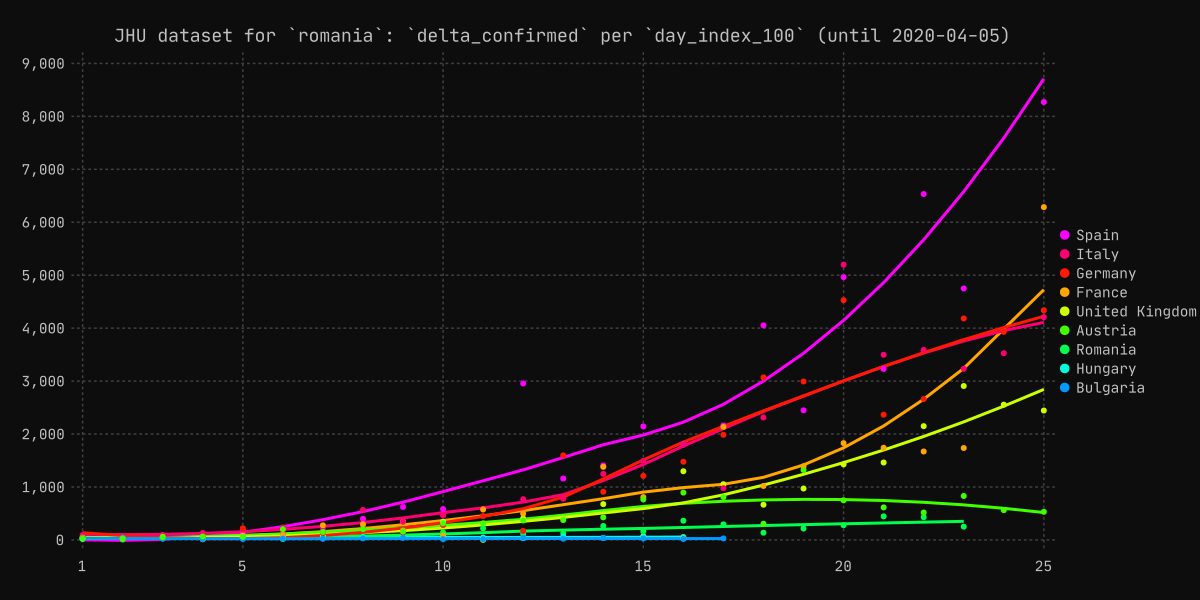 JHU dataset for `romania`: `delta_confirmed` per `day_index_100` (until 2020-04-05)
9,000
8,000
7,000
6,000
5,000
4,000
3,000
2,000
1,000
0
1 5 10 15 20 25
Spain
Italy
Germany
France
United Kingdom
Austria
Romania
Hungary
Bulgaria